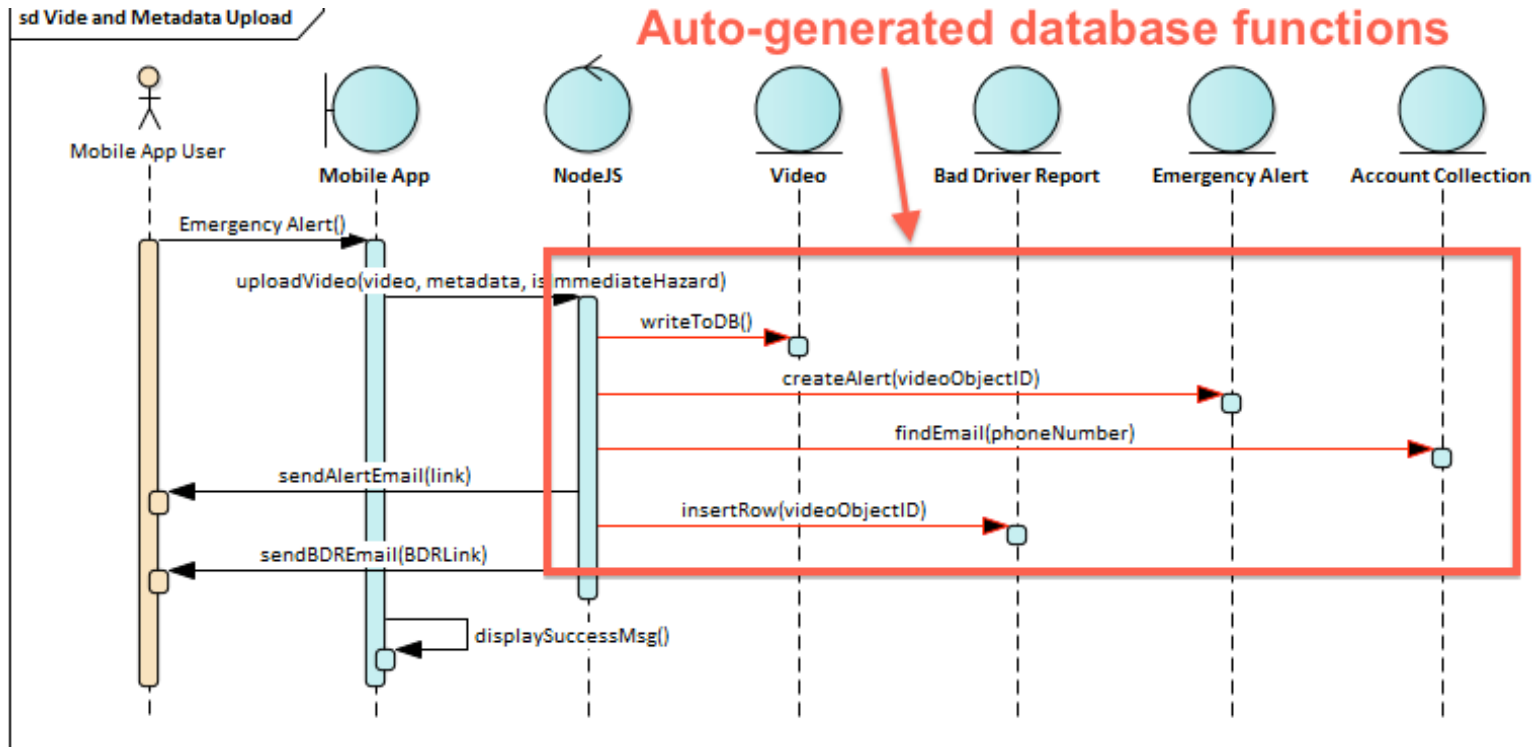 sd Vide and Metadata Upload
Auto-generated database functions
Mobile App User
Mobile App
NodeJS
Video
Bad Driver Report
Emergency Alert
Account Collection
Emergency Alert()
uploadVideo(video, metadata, isImmediateHazard)
writeToDB()
createAlert(videoObjectID)
findEmail(phoneNumber)
sendAlertEmail(link)
insertRow(videoObjectID)
sendBDREmail(BDRLink)
displaySuccessMsg()